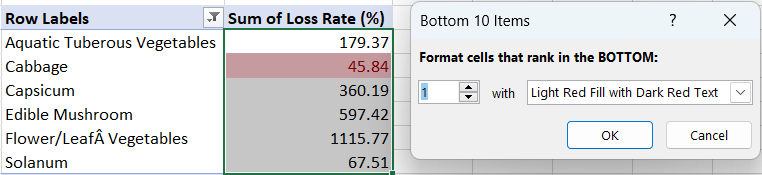 Row Labels Sum of Loss Rate (%)
Aquatic Tuberous Vegetables 179.37
Cabbage 45.84
Capsicum 360.19
Edible Mushroom 597.42
Flower/LeafÂ Vegetables 1115.77
Solanum 67.51
Bottom 10 Items ? ×
Format cells that rank in the BOTTOM:
1 with Light Red Fill with Dark Red Text
OK Cancel